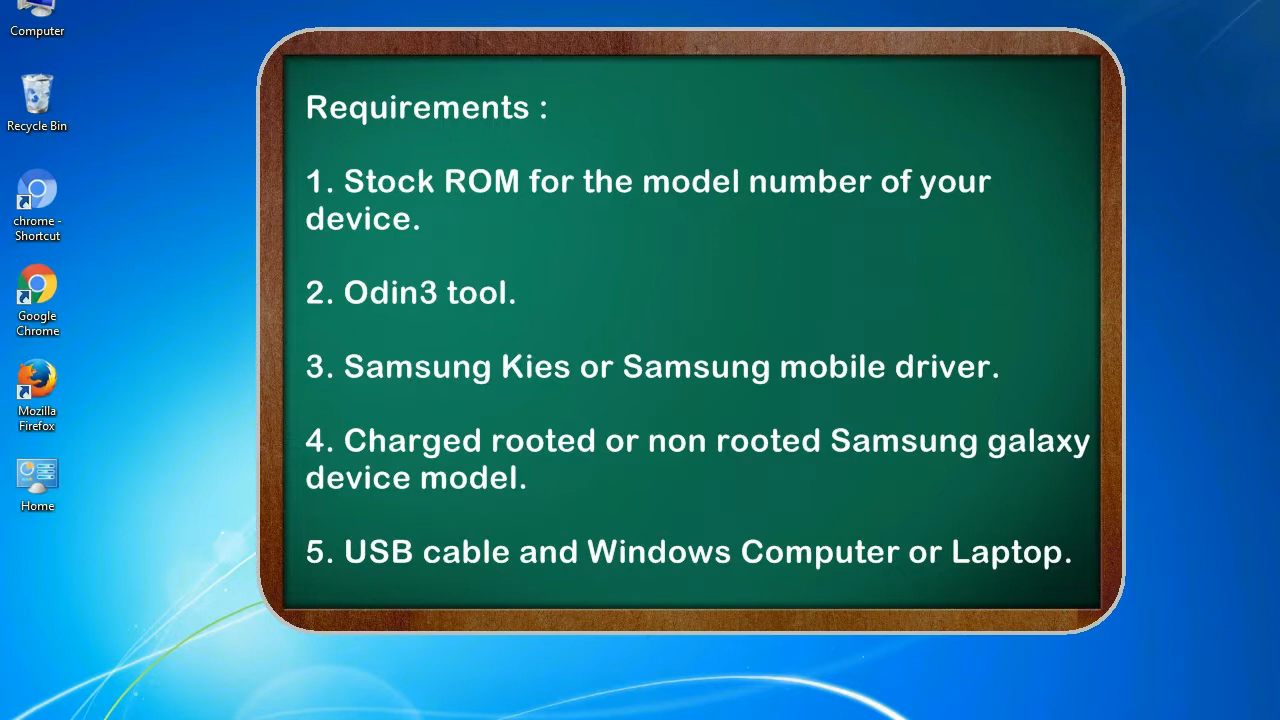 Computer
Recycle Bin
chrome -
Shortcut
Google
Chrome
Mozilla
Firefox
Home
Requirements :
1. Stock ROM for the model number of your
device.
2. Odin3 tool.
3. Samsung Kies or Samsung mobile driver.
4. Charged rooted or non rooted Samsung galaxy
device model.
5. USB cable and Windows Computer or Laptop.